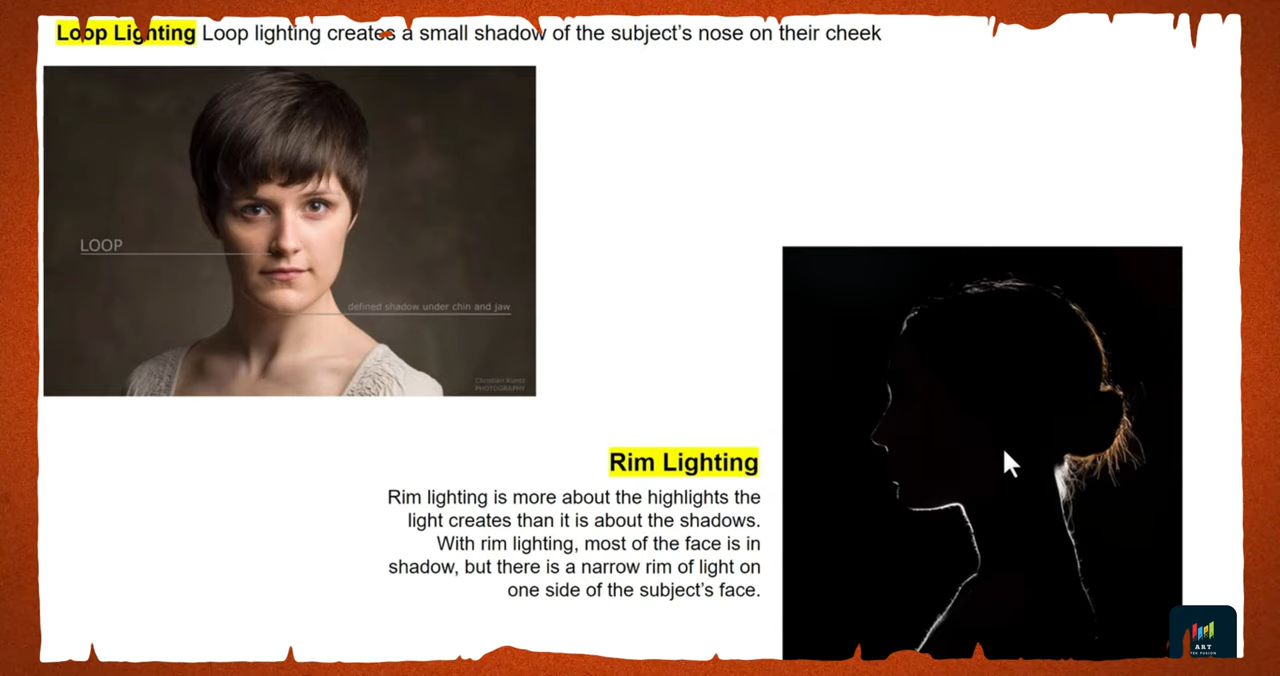 Loop Lighting Loop lighting creates a small shadow of the subject's nose on their cheek
LOOP
defined shadow under chin and jaw
Christian Kuntz
PHOTOGRAPHY
Rim Lighting
Rim lighting is more about the highlights the
light creates than it is about the shadows.
With rim lighting, most of the face is in
shadow, but there is a narrow rim of light on
one side of the subject's face.
ART